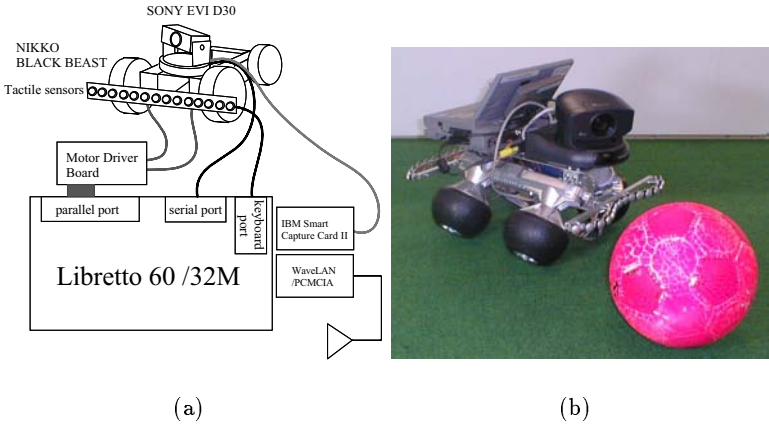 SONY EVI D30
NIKKO
BLACK BEAST
Tactile sensors
Motor Driver
Board
parallel port
serial port
keyboard
port
IBM Smart
Capture Card II
Libretto 60 /32M
WaveLAN
/PCMCIA
(a)
(b)